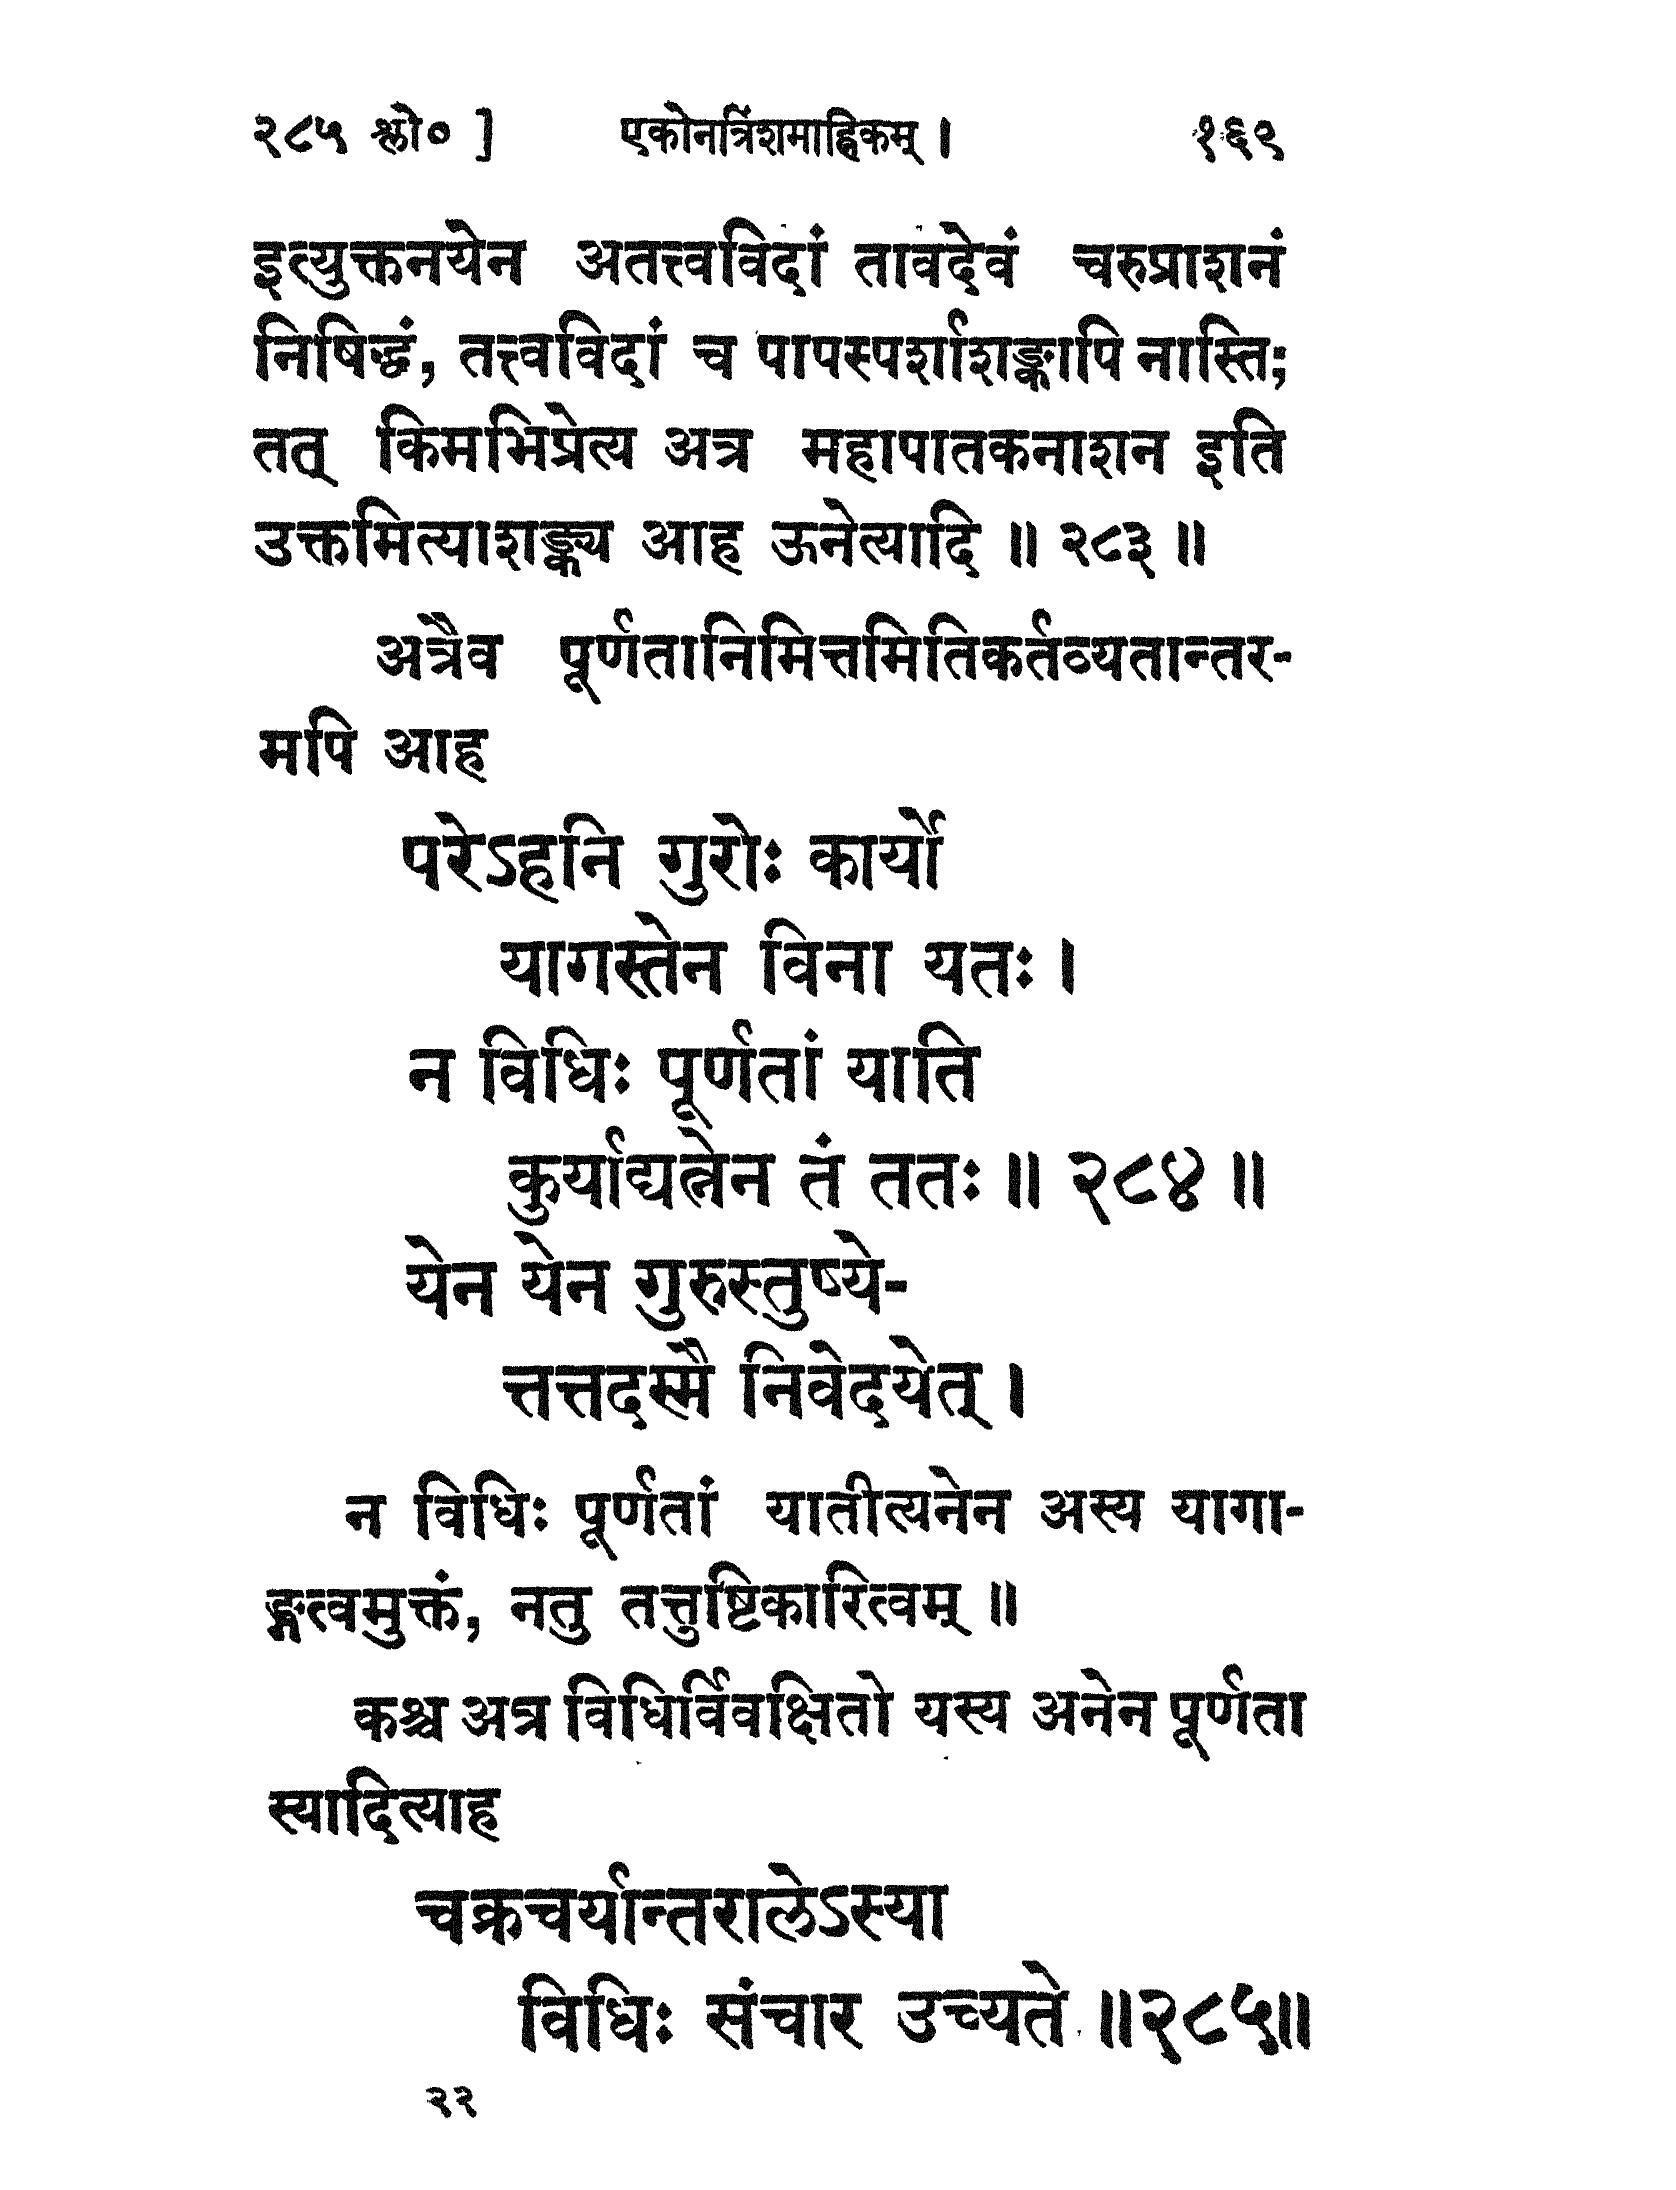 २८५ श्लो० ] एकोनत्रिंशमाह्निकम् । १६९
इत्युक्तनयेन अतत्त्वविदां तावदेवं चरुप्राशनं
निषिद्धं, तत्त्वविदां च पापस्पर्शाशङ्कापि नास्ति;
तत् किमभिप्रेत्य अत्र महापातकनाशन इति
उक्तमित्याशङ्क्य आह ऊनेत्यादि ॥ २८३ ॥
अत्रैव पूर्णतानिमित्तमितिकर्तव्यतान्तर-
मपि आह
परेऽहनि गुरोः कार्यो
यागस्तेन विना यतः ।
न विधिः पूर्णतां याति
कुर्याद्यत्नेन तं ततः ॥ २८४ ॥
येन येन गुरुस्तुष्ये-
त्तत्तदस्मै निवेदयेत् ।
न विधिः पूर्णतां यातीत्यनेन अस्य यागा-
ङ्गत्वमुक्तं, नतु तत्तुष्टिकारित्वम् ॥
कश्च अत्र विधिर्विवक्षितो यस्य अनेन पूर्णता
स्यादित्याह
चक्रचर्यान्तरालेऽस्या
विधिः संचार उच्यते ॥२८५॥
२२